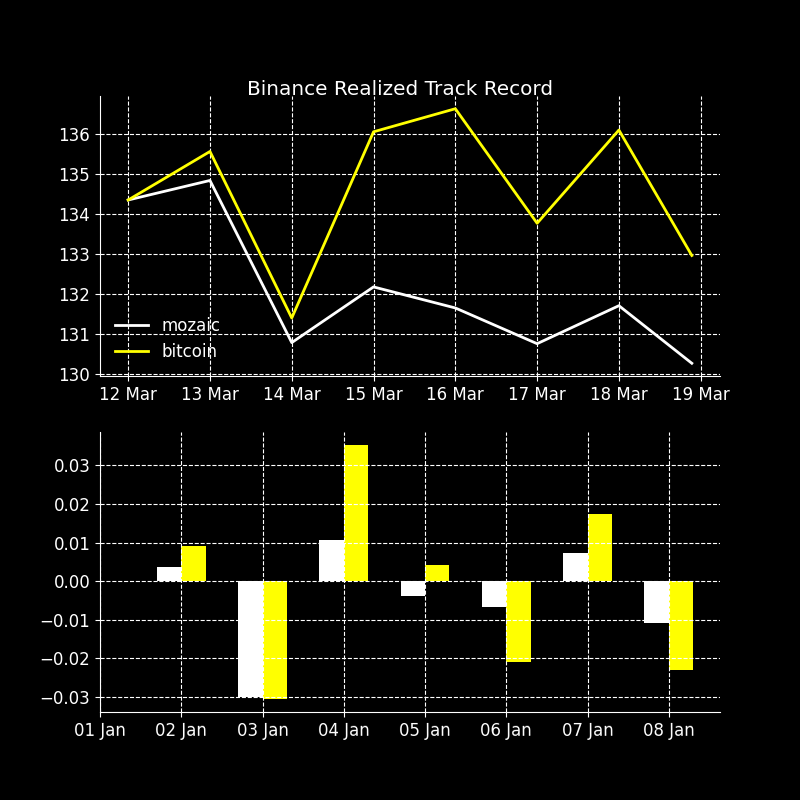 Binance Realized Track Record
136
135
134
133
132
131
130
mozaic
bitcoin
12 Mar 13 Mar 14 Mar 15 Mar 16 Mar 17 Mar 18 Mar 19 Mar
0.03
0.02
0.01
0.00
−0.01
−0.02
−0.03
01 Jan 02 Jan 03 Jan 04 Jan 05 Jan 06 Jan 07 Jan 08 Jan